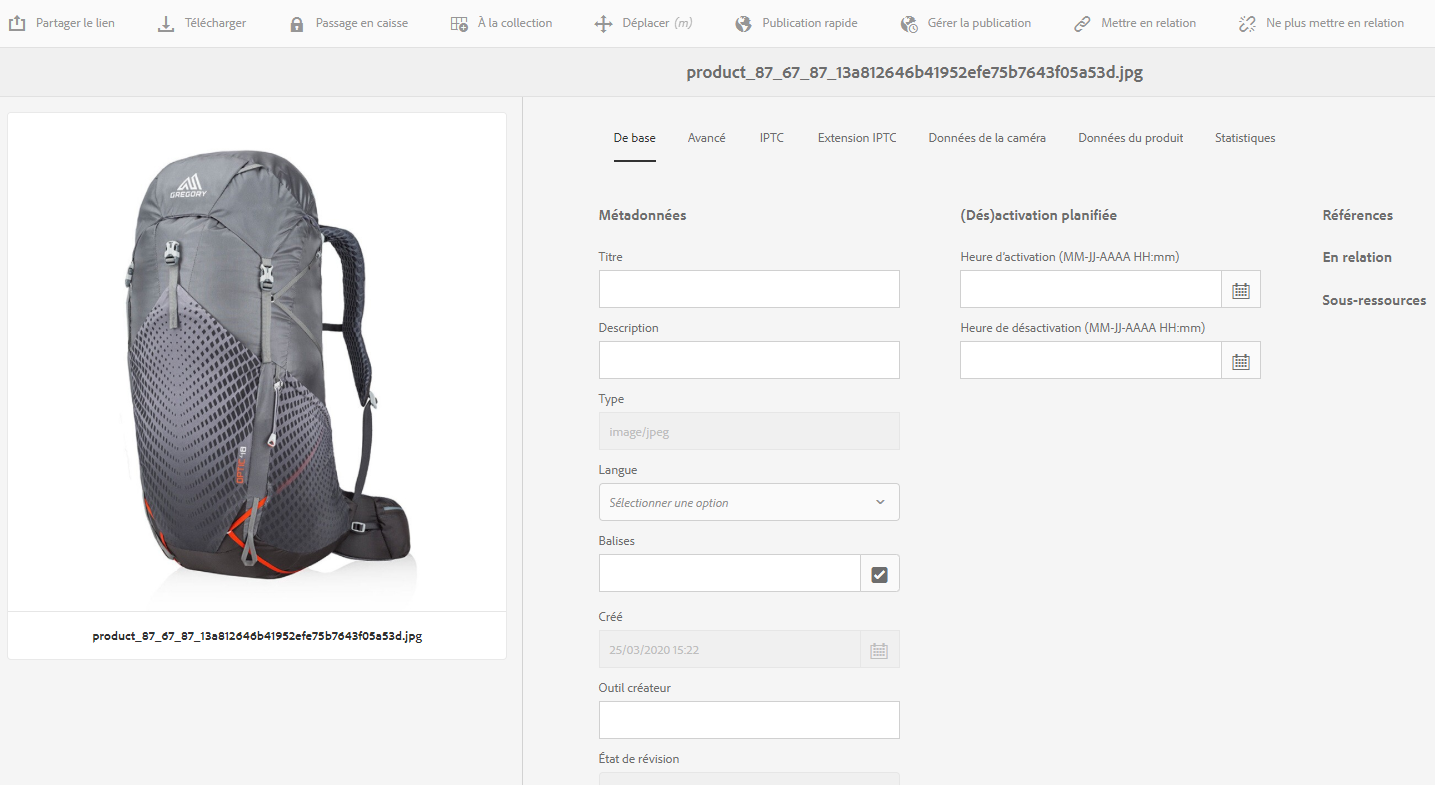 Partager le lien
Télécharger
Passage en caisse
À la collection
Déplacer (m)
Publication rapide
Gérer la publication
Mettre en relation
Ne plus mettre en relation
product_87_67_87_13a812646b41952efe75b7643f05a53d.jpg
GREGORY
OPTIC 48
product_87_67_87_13a812646b41952efe75b7643f05a53d.jpg
De base
Avancé
IPTC
Extension IPTC
Données de la caméra
Données du produit
Statistiques
Métadonnées
Titre
Description
Type
image/jpeg
Langue
Sélectionner une option
Balises
Créé
25/03/2020 15:22
Outil créateur
État de révision
(Dés)activation planifiée
Heure d’activation (MM-JJ-AAAA HH:mm)
Heure de désactivation (MM-JJ-AAAA HH:mm)
Références
En relation
Sous-ressources